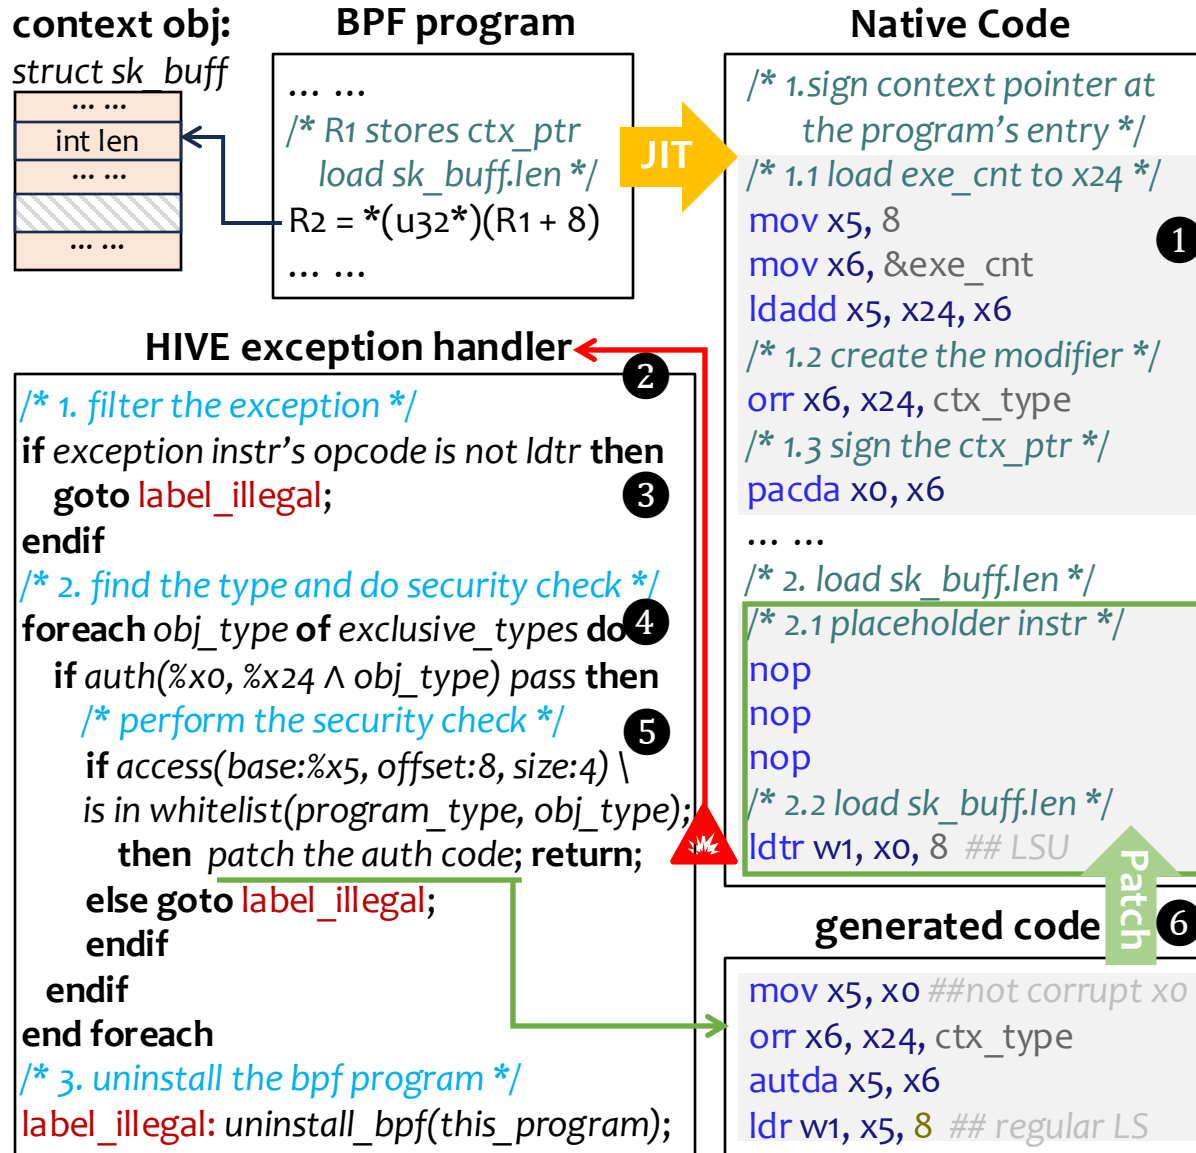 context obj:
struct sk_buff
... ...
int len
... ...
... ...
BPF program
... ...
/* R1 stores ctx_ptr
load sk_buff.len */
R2 = *(u32*)(R1 + 8)
... ...
JIT
Native Code
/* 1.sign context pointer at
the program's entry */
/* 1.1 load exe_cnt to x24 */
mov x5, 8
mov x6, &exe_cnt
ldadd x5, x24, x6
/* 1.2 create the modifier */
orr x6, x24, ctx_type
/* 1.3 sign the ctx_ptr */
pacda x0, x6
... ...
/* 2. load sk_buff.len */
/* 2.1 placeholder instr */
nop
nop
nop
/* 2.2 load sk_buff.len */
ldtr w1, x0, 8 ## LSU
1
HIVE exception handler
2
/* 1. filter the exception */
if exception instr's opcode is not ldtr then
goto label_illegal;
3
endif
/* 2. find the type and do security check */
foreach obj_type of exclusive_types do
4
if auth(%x0, %x24 ∧ obj_type) pass then
/* perform the security check */
5
if access(base:%x5, offset:8, size:4) \
is in whitelist(program_type, obj_type);
then patch the auth code; return;
else goto label_illegal;
endif
endif
end foreach
/* 3. uninstall the bpf program */
label_illegal: uninstall_bpf(this_program);
Patch
6
generated code
mov x5, x0 ##not corrupt x0
orr x6, x24, ctx_type
autda x5, x6
ldr w1, x5, 8 ## regular LS